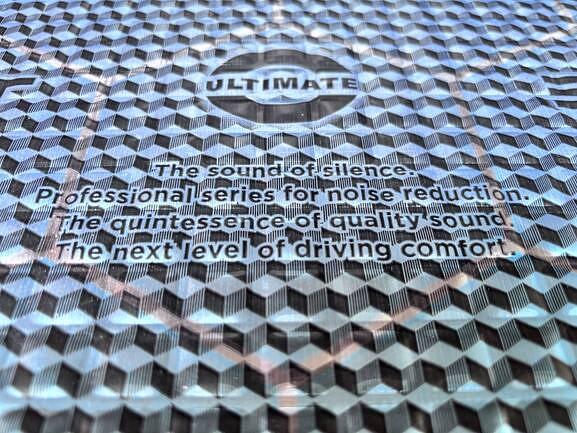 ULTIMATE
The sound of silence.
Professional series for noise reduction.
The quintessence of quality sound.
The next level of driving comfort.